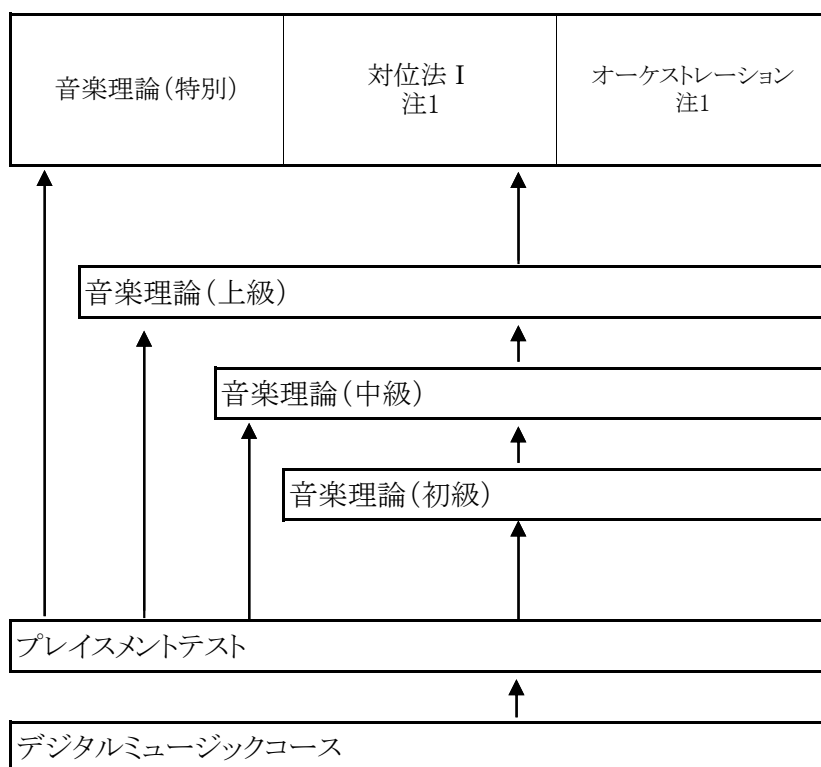 音楽理論(特別)
対位法 I
注1
オーケストレーション
注1
音楽理論(上級)
音楽理論(中級)
音楽理論(初級)
プレイスメントテスト
デジタルミュージックコース